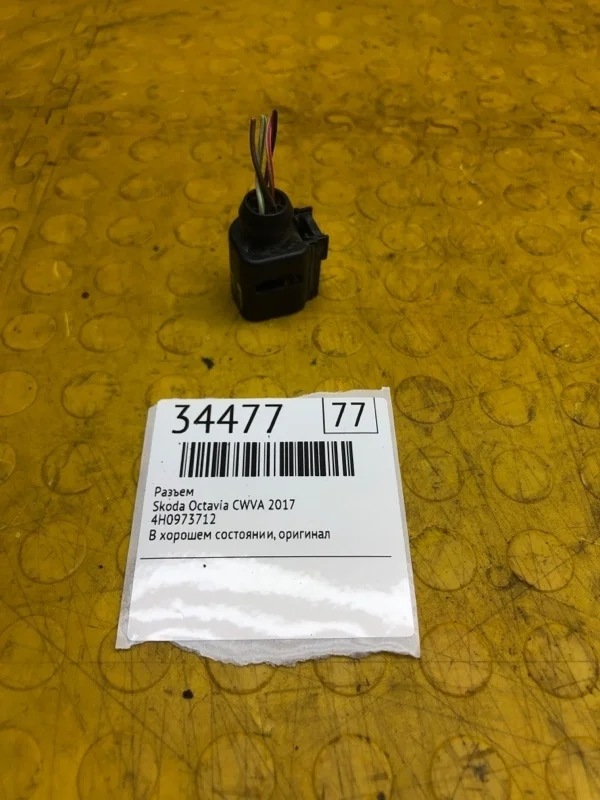 34477 77
Разъем
Skoda Octavia CWVA 2017
4H0973712
В хорошем состоянии, оригинал